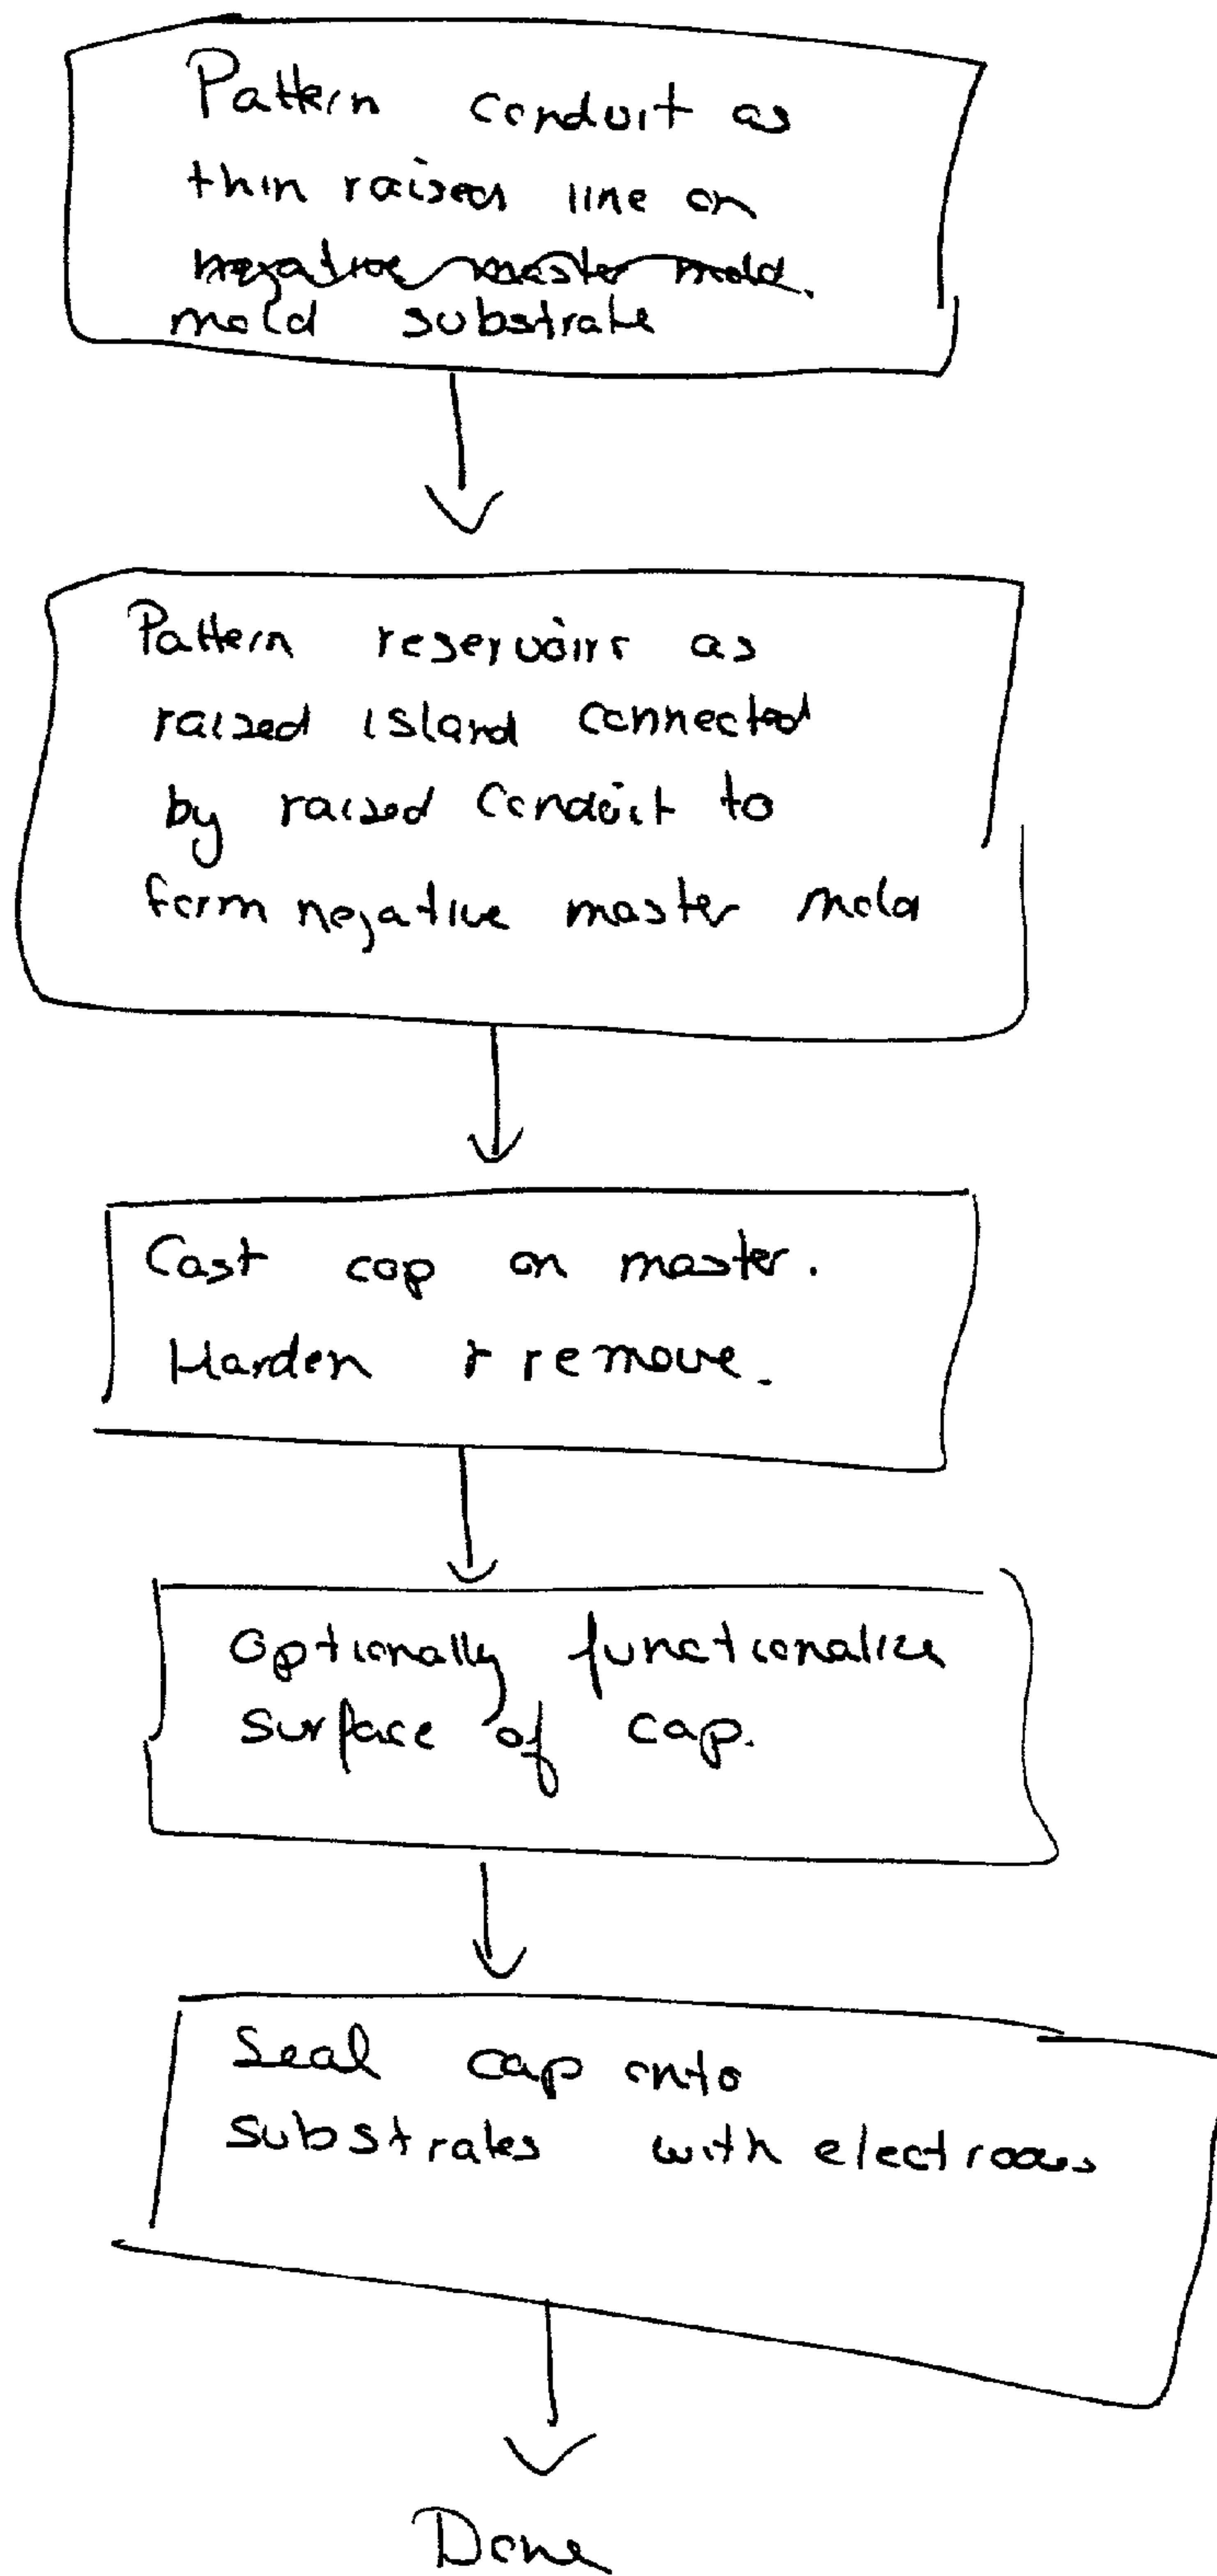 Pattern conduit as
thin raised line on
negative master mold.
mold substrate
Pattern reservoirs as
raised island connected
by raised conduit to
form negative master mold
Cast cap on master.
Harden + remove.
Optionally functionalize
surface of cap.
Seal cap onto
substrates with electrodes
Done